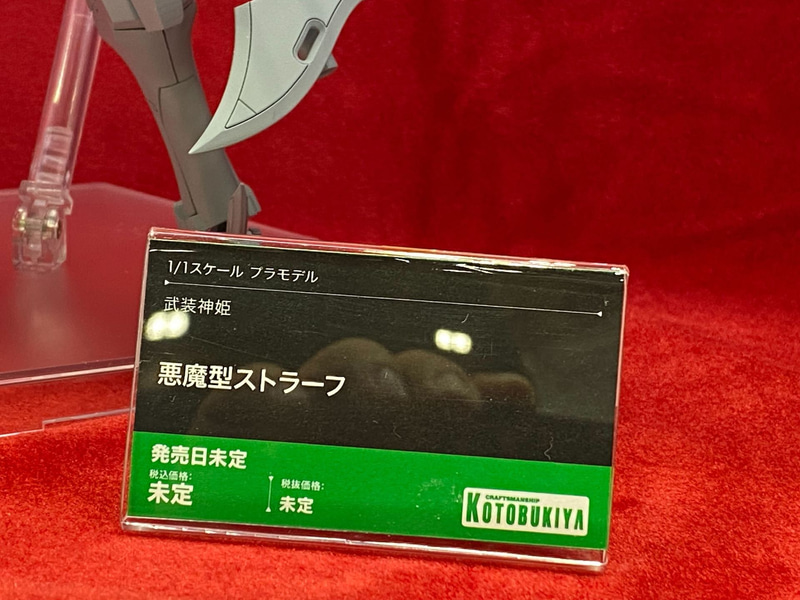 1/1スケール プラモデル
武装神姫
悪魔型ストラーフ
発売日未定
税込価格:
未定
税抜価格:
未定
CRAFTSMANSHIP
KOTOBUKIYA